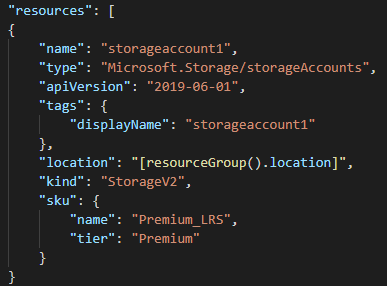 "resources": [
{
    "name": "storageaccount1",
    "type": "Microsoft.Storage/storageAccounts",
    "apiVersion": "2019-06-01",
    "tags": {
        "displayName": "storageaccount1"
    },
    "location": "[resourceGroup().location]",
    "kind": "StorageV2",
    "sku": {
        "name": "Premium_LRS",
        "tier": "Premium"
    }
}